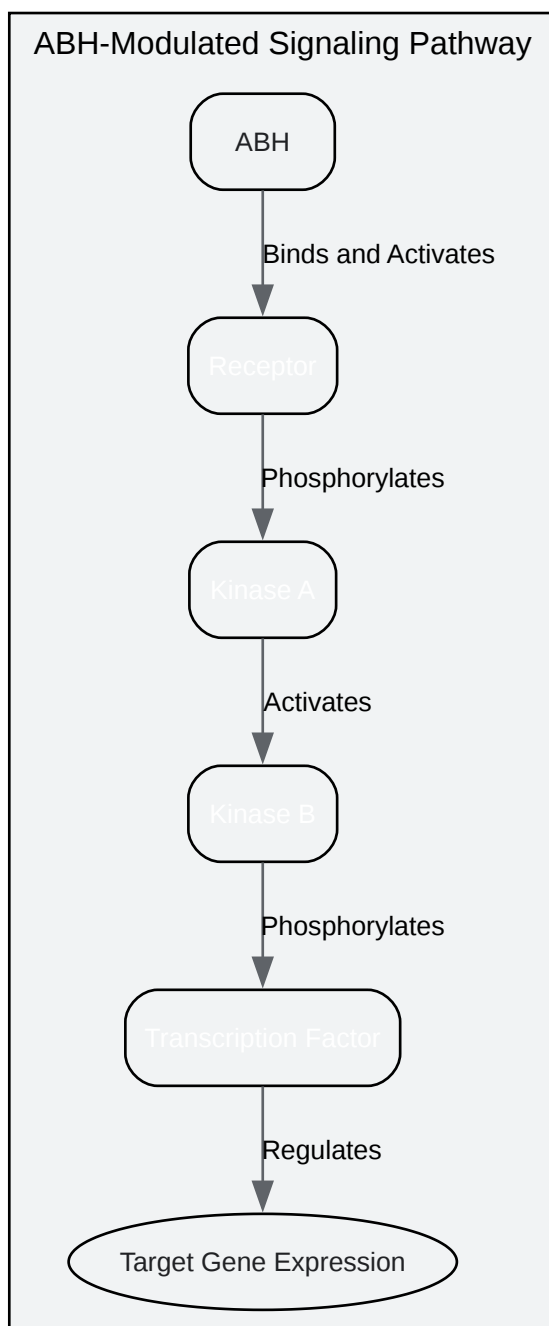 ABH-Modulated Signaling Pathway
ABH
Binds and Activates
Receptor
Phosphorylates
Kinase A
Activates
Kinase B
Phosphorylates
Transcription Factor
Regulates
Target Gene Expression